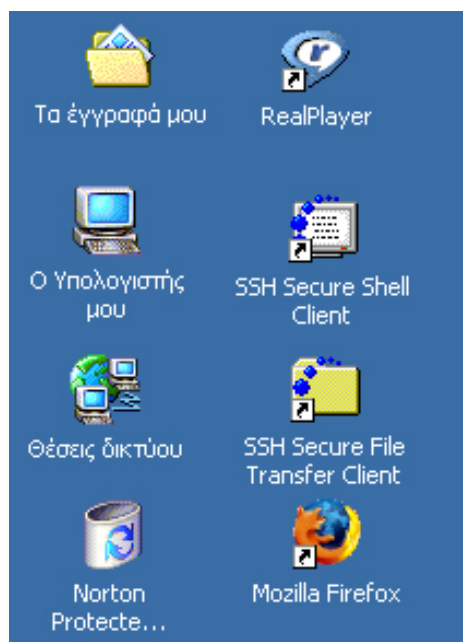 Τα έγγραφά μου
RealPlayer
Ο Υπολογιστής
μου
SSH Secure Shell
Client
Θέσεις δικτύου
SSH Secure File
Transfer Client
Norton
Protecte...
Mozilla Firefox